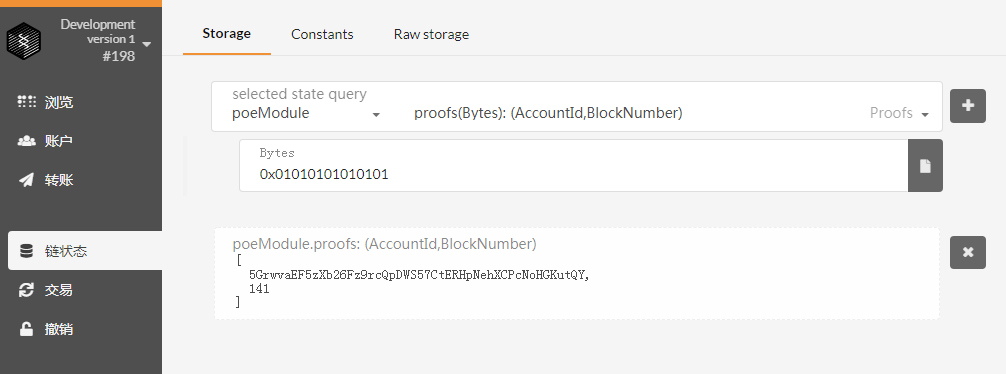 Development
version 1
#198
浏览
账户
转账
链状态
交易
撤销
Storage
Constants
Raw storage
selected state query
poeModule
proofs(Bytes): (AccountId,BlockNumber)
Proofs
Bytes
0x01010101010101
poeModule.proofs: (AccountId,BlockNumber)
[
5GrwvaEF5zXb26Fz9rcQpDWS57CtERHpNehXCPcNoHGKutQY,
141
]